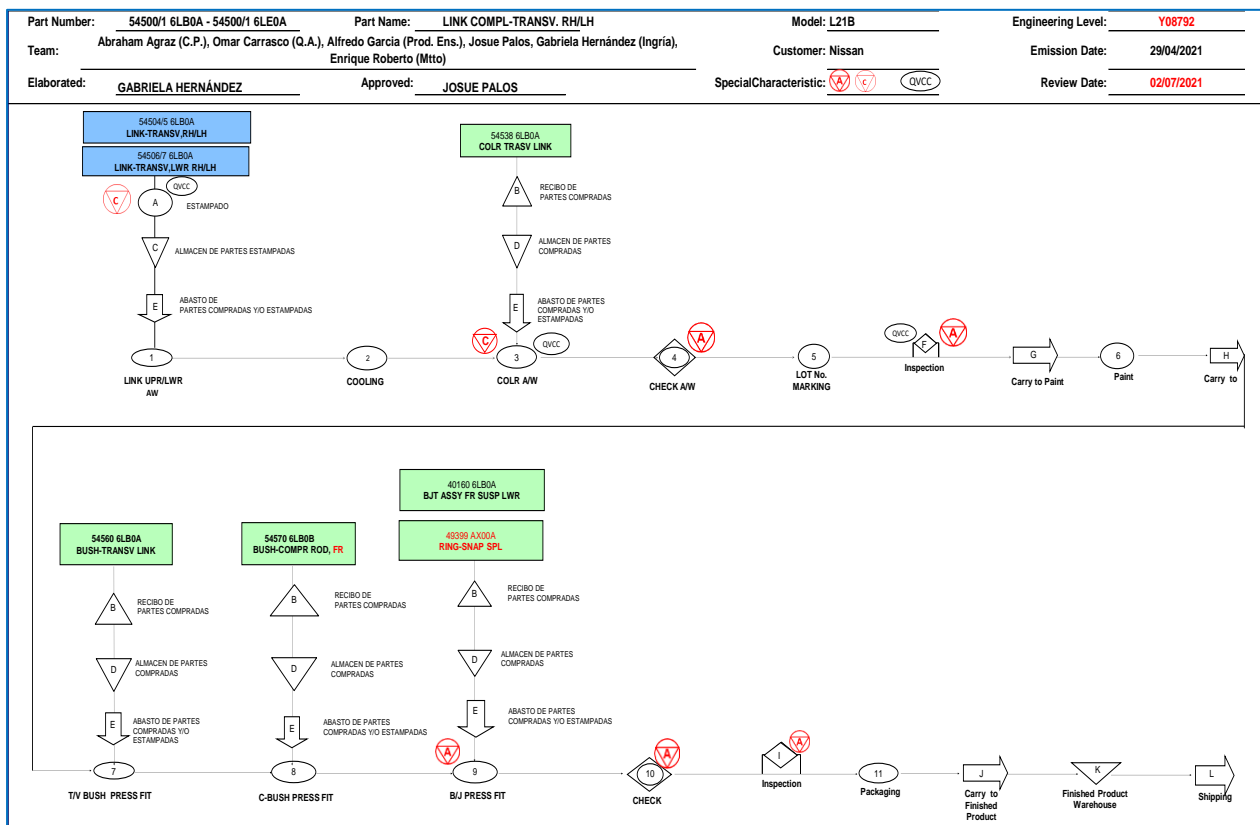 Part Number: 54500/1 6LB0A - 54500/1 6LE0A Part Name: LINK COMPL-TRANSV. RH/LH Model: L21B Engineering Level: Y08792
Team: Abraham Agraz (C.P.), Omar Carrasco (Q.A.), Alfredo Garcia (Prod. Ens.), Josue Palos, Gabriela Hernández (Ingría),
Enrique Roberto (Mtto)
Customer: Nissan Emission Date: 29/04/2021
Elaborated: GABRIELA HERNÁNDEZ Approved: JOSUE PALOS SpecialCharacteristic: A C QVCC Review Date: 02/07/2021
54504/5 6LB0A
LINK-TRANSV,RH/LH
54506/7 6LB0A
LINK-TRANSV,LWR RH/LH
QVCC
C
A
ESTAMPADO
C
ALMACEN DE PARTES ESTAMPADAS
E
ABASTO DE
PARTES COMPRADAS Y/O ESTAMPADAS
54538 6LB0A
COLR TRASV LINK
B
RECIBO DE
PARTES COMPRADAS
D
ALMACEN DE PARTES
COMPRADAS
E
ABASTO DE PARTES
COMPRADAS Y/O
ESTAMPADAS
1
LINK UPR/LWR
AW
2
COOLING
C
3
QVCC
COLR A/W
4
A
CHECK A/W
5
LOT No.
MARKING
QVCC
F
A
Inspection
G
Carry to Paint
6
Paint
H
Carry to
54560 6LB0A
BUSH-TRANSV LINK
B
RECIBO DE
PARTES COMPRADAS
D
ALMACEN DE PARTES
COMPRADAS
E
ABASTO DE PARTES
COMPRADAS Y/O
ESTAMPADAS
54570 6LB0B
BUSH-COMPR ROD, FR
B
RECIBO DE
PARTES COMPRADAS
D
ALMACEN DE PARTES
COMPRADAS
E
ABASTO DE PARTES
COMPRADAS Y/O ESTAMPADAS
40160 6LB0A
BJT ASSY FR SUSP LWR
49399 AX00A
RING-SNAP SPL
B
RECIBO DE
PARTES COMPRADAS
D
ALMACEN DE PARTES
COMPRADAS
E
ABASTO DE PARTES
COMPRADAS Y/O ESTAMPADAS
7
T/V BUSH PRESS FIT
8
C-BUSH PRESS FIT
A
9
B/J PRESS FIT
10
A
CHECK
I
A
Inspection
11
Packaging
J
Carry to
Finished
Product
K
Finished Product
Warehouse
L
Shipping